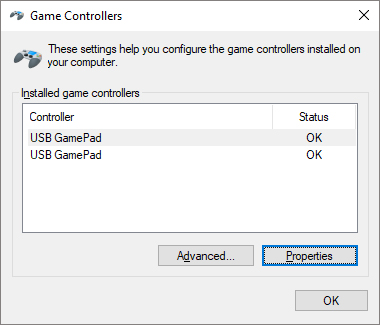 Game Controllers
These settings help you configure the game controllers installed on
your computer.
Installed game controllers
Controller Status
USB GamePad OK
USB GamePad OK
Advanced... Properties
OK